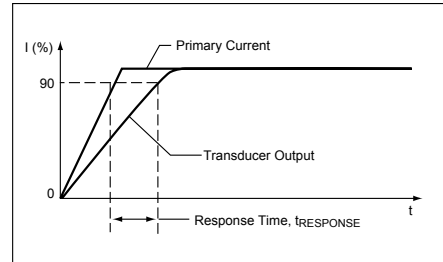 I (%)
Primary Current
90
Transducer Output
0
t
Response Time, tRESPONSE